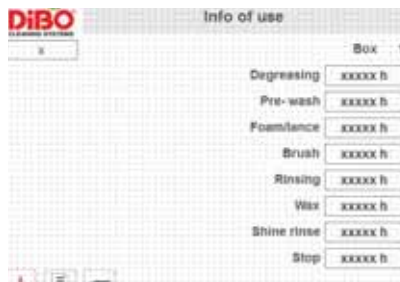 DiBO
CLEANING SYSTEMS
Info of use
x
Box
Degreasing xxxxx h
Pre- wash xxxxx h
Foam/lance xxxxx h
Brush xxxxx h
Rinsing xxxxx h
Wax xxxxx h
Shine rinse xxxxx h
Stop xxxxx h